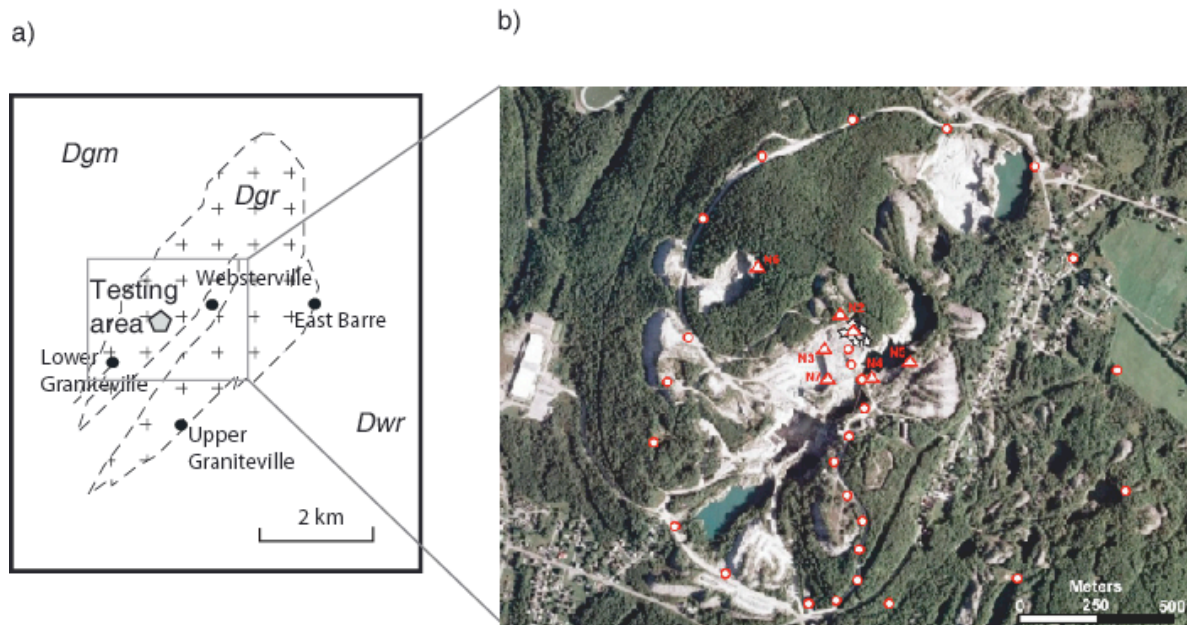 a)
b)
Dgm
Dgr
Websterville
Testing
area
East Barre
Lower
Graniteville
Dwr
Upper
Graniteville
2 km
N3
N4
N5
Meters
0 250 500